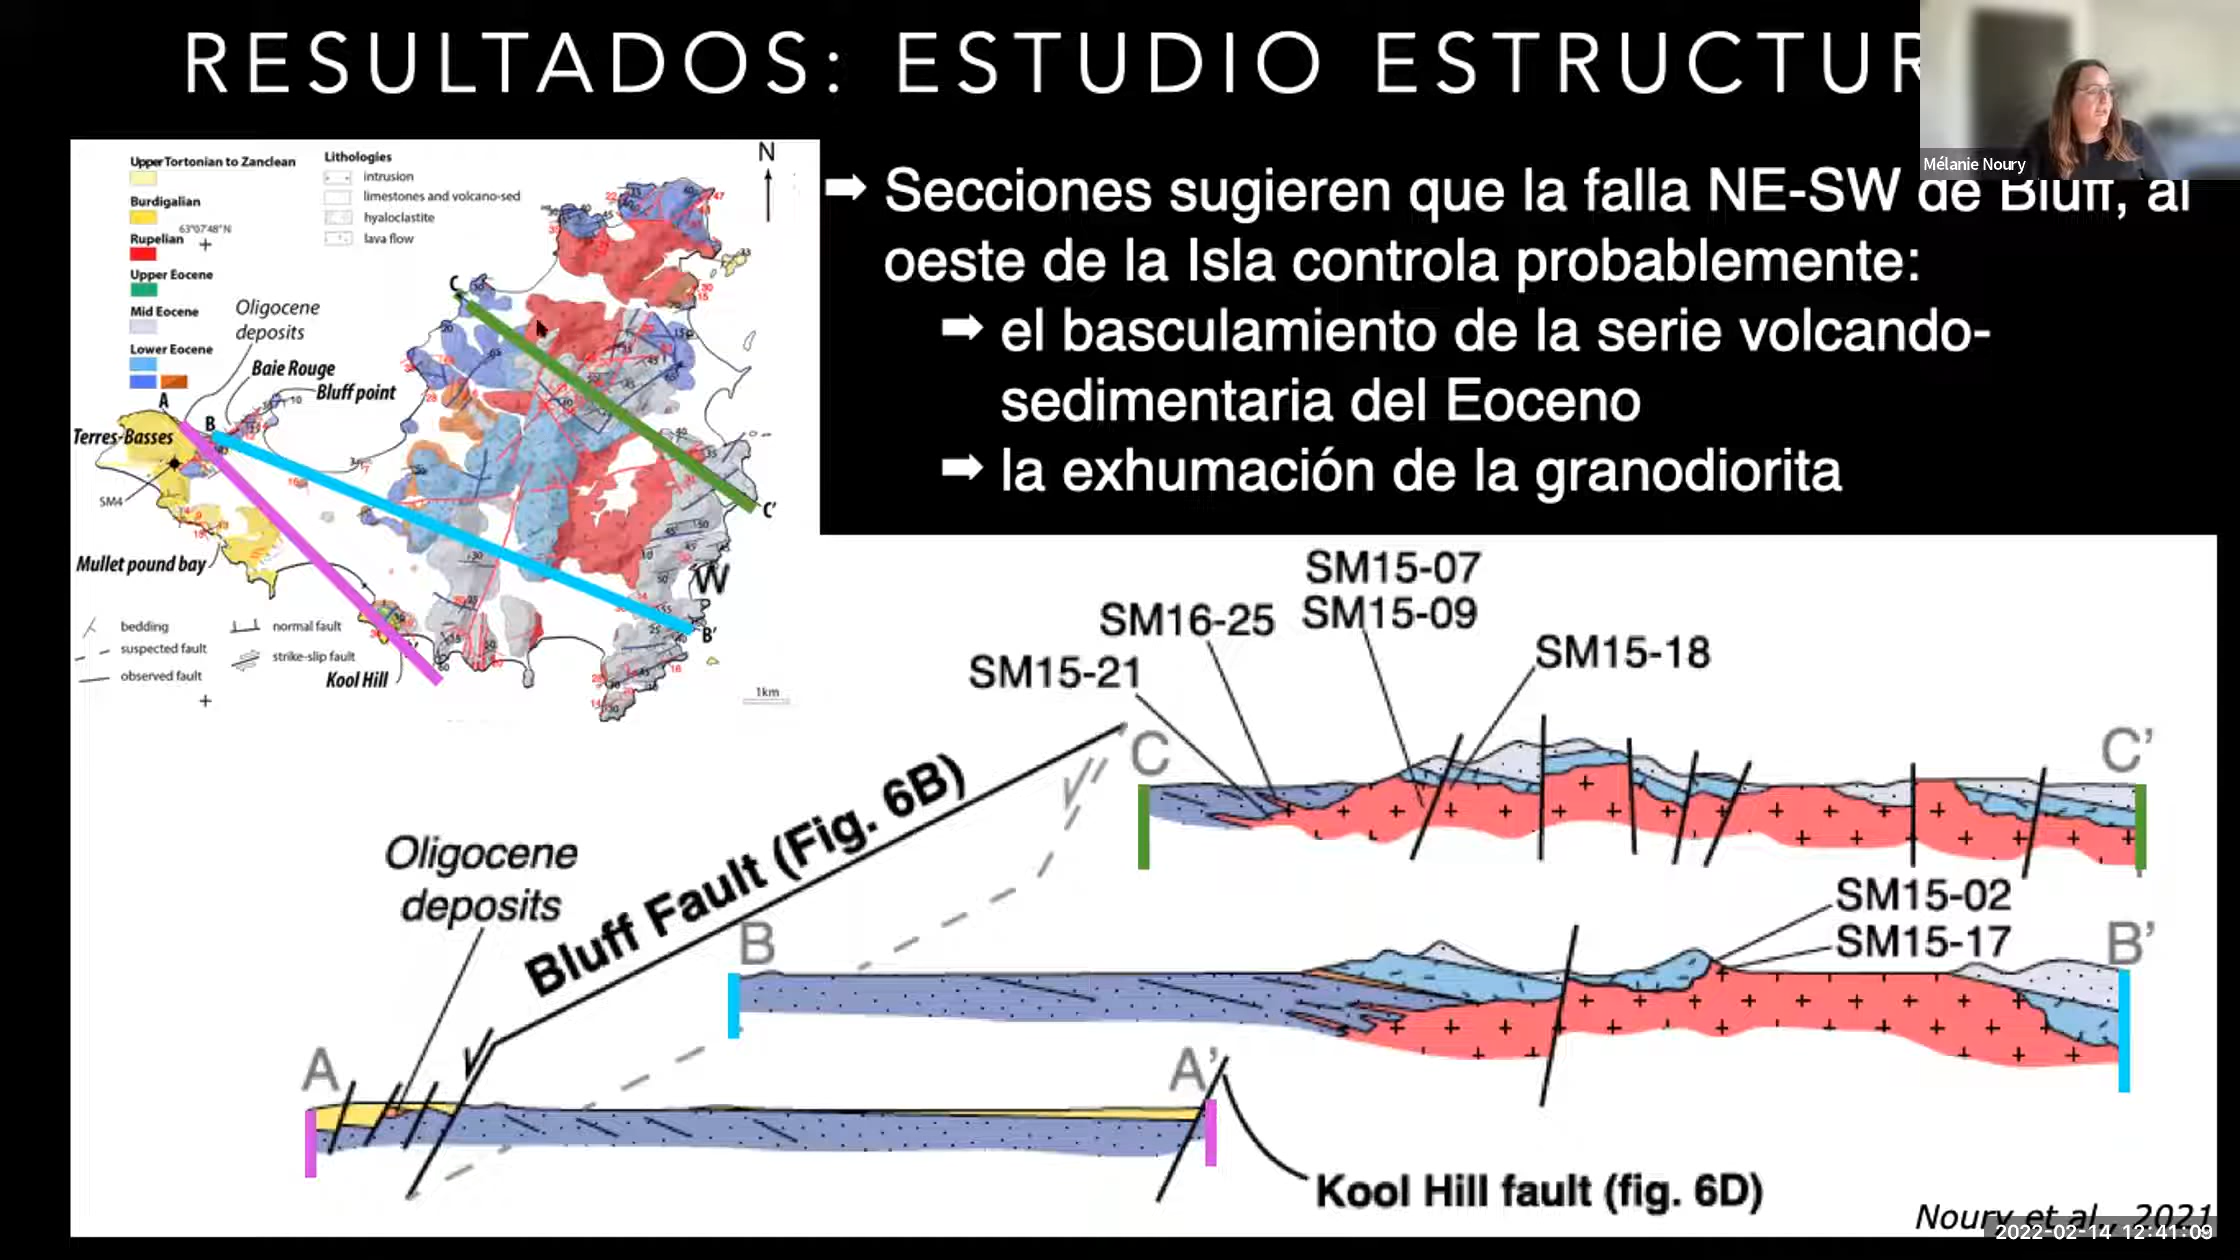 RESULTADOS: ESTUDIO ESTRUCTUR
Mélanie Noury
➡ Secciones sugieren que la falla NE-SW de Bluff, al
oeste de la Isla controla probablemente:
➡ el basculamiento de la serie volcando-
sedimentaria del Eoceno
➡ la exhumación de la granodiorita
Upper Tortonian to Zanclean
Burdigalian
Rupelian
Upper Eocene
Mid Eocene
Lower Eocene
Lithologies
intrusion
limestones and volcano-sed
hyaloclastite
lava flow
N
63°07'48"N
Oligocene
deposits
Baie Rouge
Bluff point
A
B
C
Terres-Basses
SM4
Mullet pound bay
C'
W
B'
Kool Hill
bedding
suspected fault
observed fault
normal fault
strike-slip fault
1km
SM15-07
SM15-09
SM16-25
SM15-18
SM15-21
C
C'
Bluff Fault (Fig. 6B)
Oligocene
deposits
SM15-02
SM15-17
B
B'
A
A'
Kool Hill fault (fig. 6D)
Noury et al., 2021
2022-02-14 12:41:09